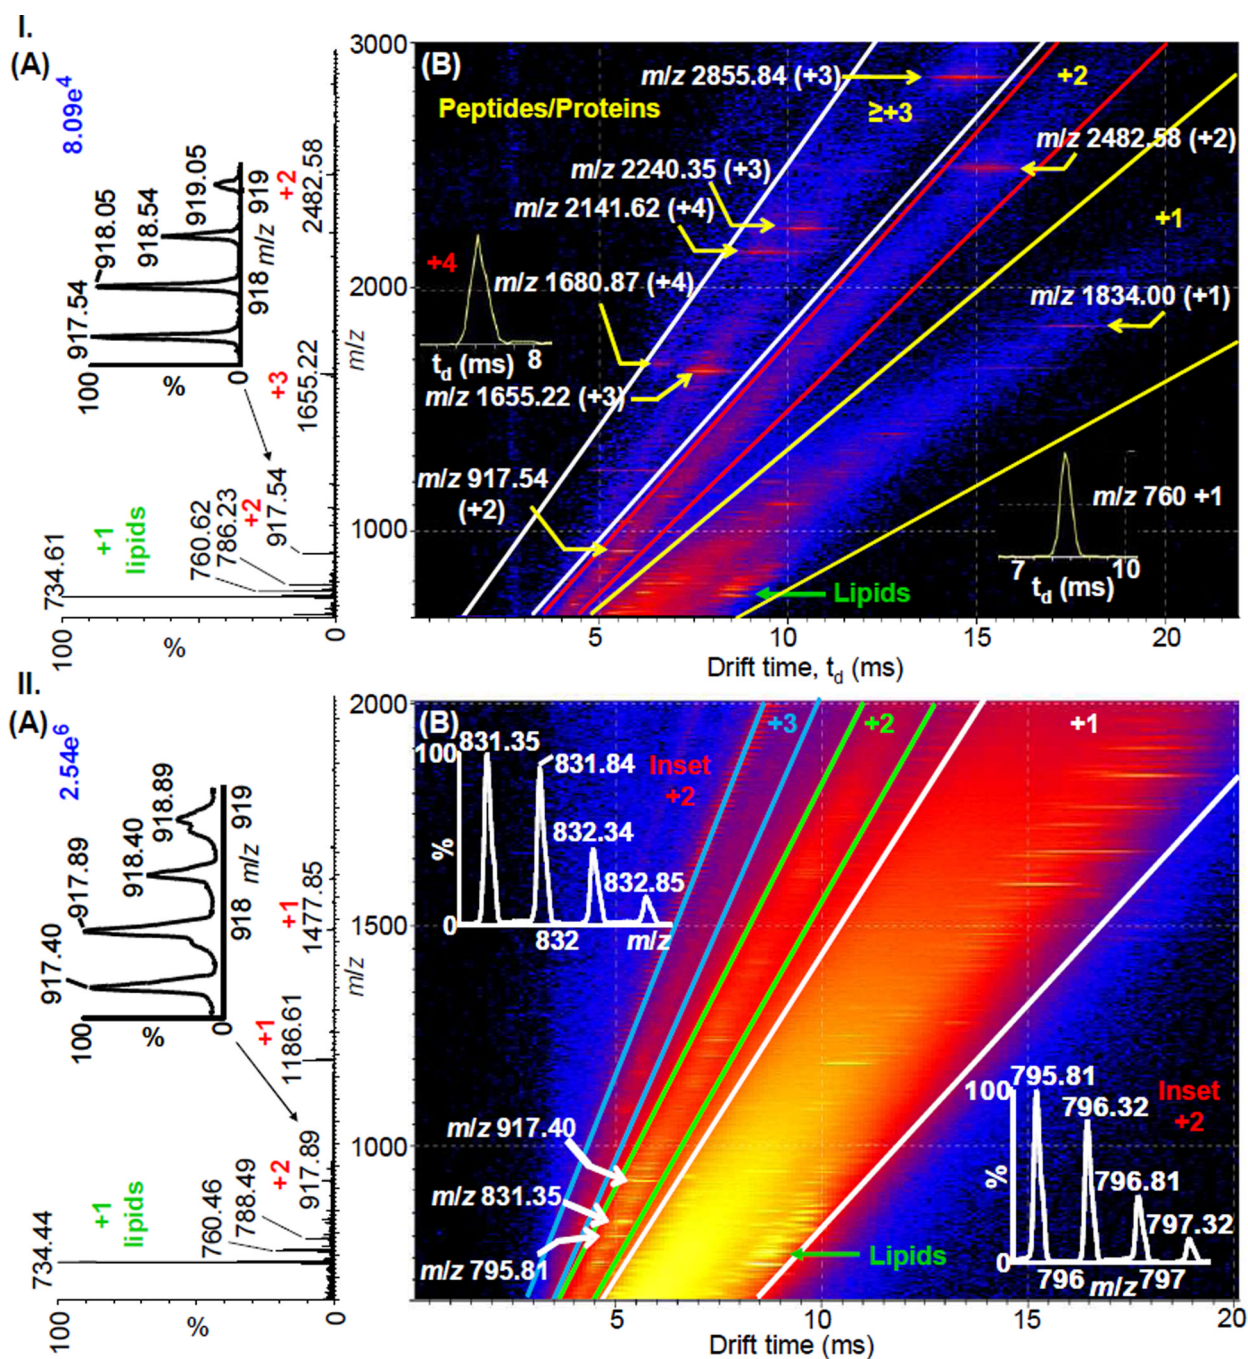 I.
(A)
8.09e4
918.05
918.54
919.05
919
m/z
918
917.54
100
%
0
+2
2482.58
+3
1655.22
+2
917.54
786.23
760.62
+1
lipids
734.61
100
%
0
3000
2000
1000
m/z
(B)
Peptides/Proteins
m/z 2855.84 (+3)
≥+3
+2
m/z 2482.58 (+2)
m/z 2240.35 (+3)
m/z 2141.62 (+4)
+1
+4
m/z 1680.87 (+4)
m/z 1834.00 (+1)
td (ms) 8
m/z 1655.22 (+3)
m/z 917.54
(+2)
m/z 760 +1
7 10
td (ms)
Lipids
5 10 15 20
Drift time, td (ms)
II.
(A)
2.54e6
917.89
918.40
918.89
919
m/z
918
917.40
100
%
0
+1
1477.85
+1
1186.61
+2
917.89
788.49
760.46
+1
lipids
734.44
100
%
0
2000
1500
1000
m/z
(B)
+3
+2
+1
100
831.35
831.84
Inset
+2
832.34
832.85
%
0
832 m/z
m/z 917.40
m/z 831.35
m/z 795.81
Lipids
100
795.81
796.32
Inset
+2
796.81
797.32
%
0
796 m/z 797
5 10 15 20
Drift time (ms)